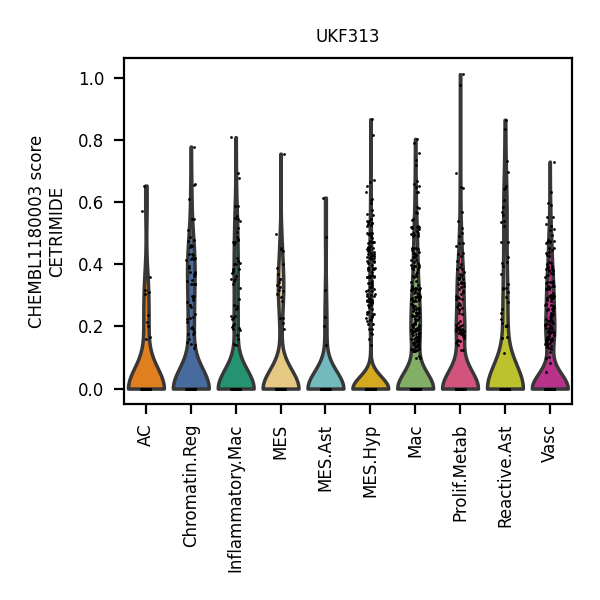 UKF313
CHEMBL1180003 score
CETRIMIDE
1.0
0.8
0.6
0.4
0.2
0.0
AC
Chromatin.Reg
Inflammatory.Mac
MES
MES.Ast
MES.Hyp
Mac
Prolif.Metab
Reactive.Ast
Vasc